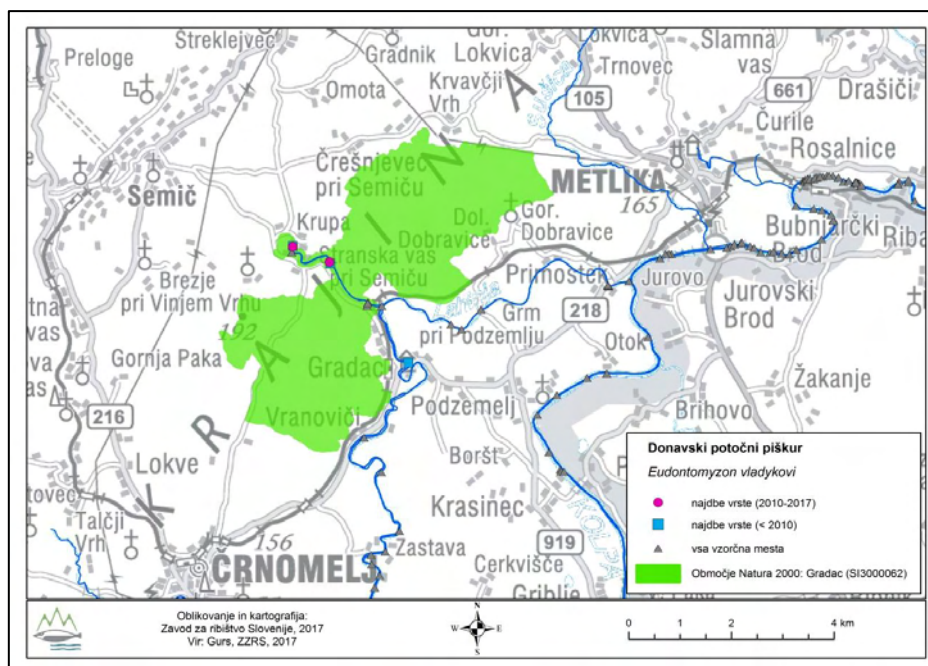 Preloge
Streklejvec
Gradnik
Gor.
Lokvica
Lokvica
Trnovec
Slamna
vas
Omota
Krvavčji
Vrh
105
661
Drašiči
Čurile
Rosalnice
Črešnjevec
pri Semiču
METLIKA
165
Semič
Krupa
Dol.
Dobravice
Gor.
Dobravice
Bubnjarčki
Brod
Stranska vas
pri Semiču
Primostek
Jurovo
Brezje
pri Vinjem Vrhu
192
Lahinja
Grm
pri Podzemlju
218
Jurovski
Brod
Otok
Gornja Paka
Gradac
Podzemelj
Žakanje
216
Vranoviči
Brihovo
Lokve
Boršt
Krasinec
KOLPA
Talčji
Vrh
156
Zastava
919
ČRNOMELJ
Cerkvišče
Griblje
K R A J I N A
Donavski potočni piškur
Eudontomyzon vladykovi
najdbe vrste (2010-2017)
najdbe vrste (< 2010)
vsa vzorčna mesta
Območje Natura 2000: Gradac (SI3000062)
Oblikovanje in kartografija:
Zavod za ribištvo Slovenije, 2017
Vir: Gurs, ZZRS, 2017
N
W E
S
0 1 2 4 km